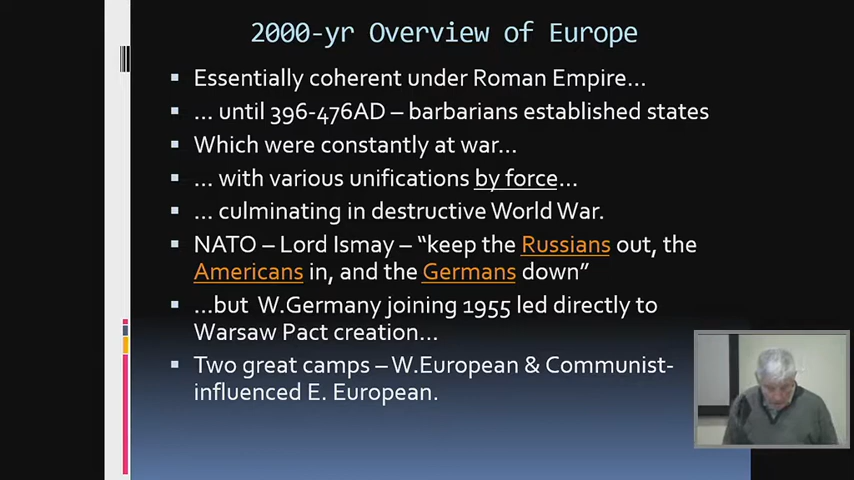 2000-yr Overview of Europe
▪ Essentially coherent under Roman Empire…
▪ … until 396-476AD – barbarians established states
▪ Which were constantly at war…
▪ … with various unifications by force…
▪ … culminating in destructive World War.
▪ NATO – Lord Ismay – “keep the Russians out, the
Americans in, and the Germans down”
▪ …but W.Germany joining 1955 led directly to
Warsaw Pact creation…
▪ Two great camps – W.European & Communist-
influenced E. European.